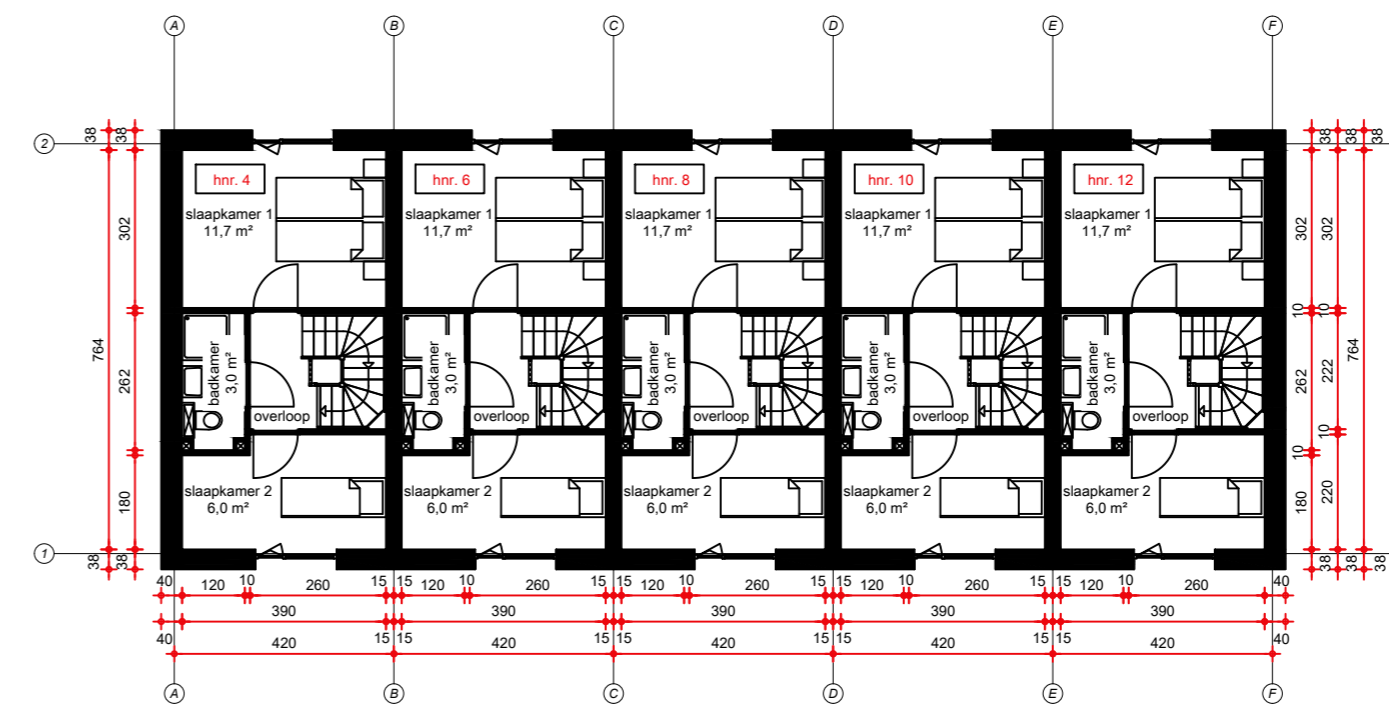 A B C D E F
2
hnr. 4 hnr. 6 hnr. 8 hnr. 10 hnr. 12
slaapkamer 1 slaapkamer 1 slaapkamer 1 slaapkamer 1 slaapkamer 1
11,7 m² 11,7 m² 11,7 m² 11,7 m² 11,7 m²
badkamer badkamer badkamer badkamer badkamer
3,0 m² 3,0 m² 3,0 m² 3,0 m² 3,0 m²
overloop overloop overloop overloop overloop
slaapkamer 2 slaapkamer 2 slaapkamer 2 slaapkamer 2 slaapkamer 2
6,0 m² 6,0 m² 6,0 m² 6,0 m² 6,0 m²
1
38 764 38
38 302 262 180 38
38 302 10 262 10 180
38 302 10 222 10 220 38
38 764 38
38 38
40 120 10 260 15 15 120 10 260 15 15 120 10 260 15 15 120 10 260 15 15 120 10 260 40
390 390 390 390 390
40 15 15 15 15 15 15 15 15 40
420 420 420 420 420
A B C D E F